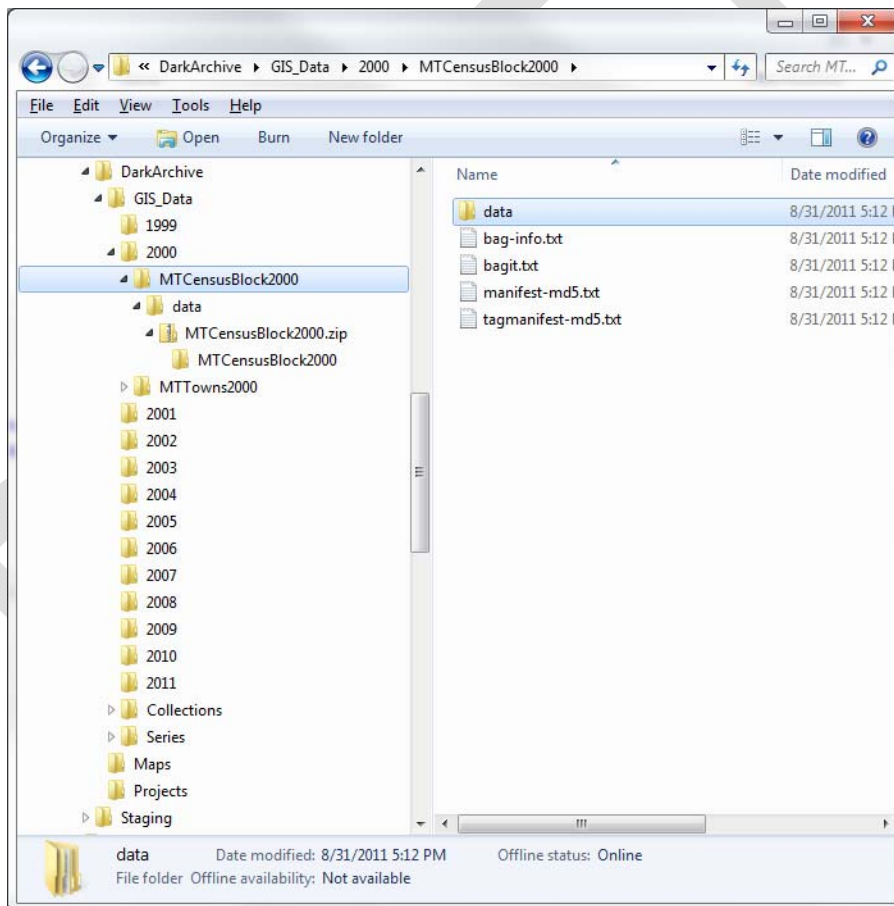 « DarkArchive ▸ GIS_Data ▸ 2000 ▸ MTCensusBlock2000 ▸ Search MT...
File Edit View Tools Help
Organize ▾ Open Burn New folder
DarkArchive
GIS_Data
1999
2000
MTCensusBlock2000
data
MTCensusBlock2000.zip
MTCensusBlock2000
MTTowns2000
2001
2002
2003
2004
2005
2006
2007
2008
2009
2010
2011
Collections
Series
Maps
Projects
Staging
Name Date modified
data 8/31/2011 5:12
bag-info.txt 8/31/2011 5:12
bagit.txt 8/31/2011 5:12
manifest-md5.txt 8/31/2011 5:12
tagmanifest-md5.txt 8/31/2011 5:12
data Date modified: 8/31/2011 5:12 PM Offline status: Online
File folder Offline availability: Not available